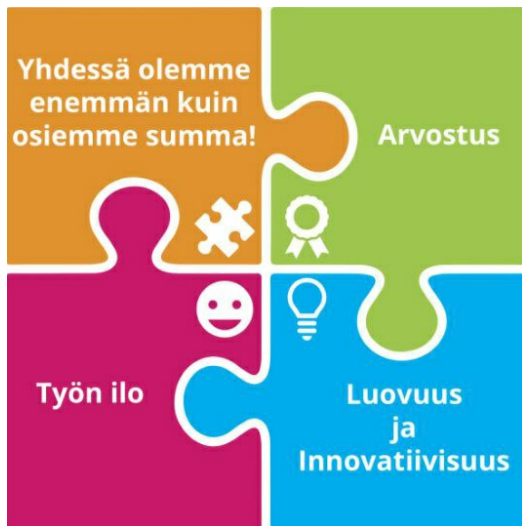 Yhdessä olemme
enemmän kuin
osiemme summa!
Arvostus
Työn ilo
Luovuus
ja
Innovatiivisuus